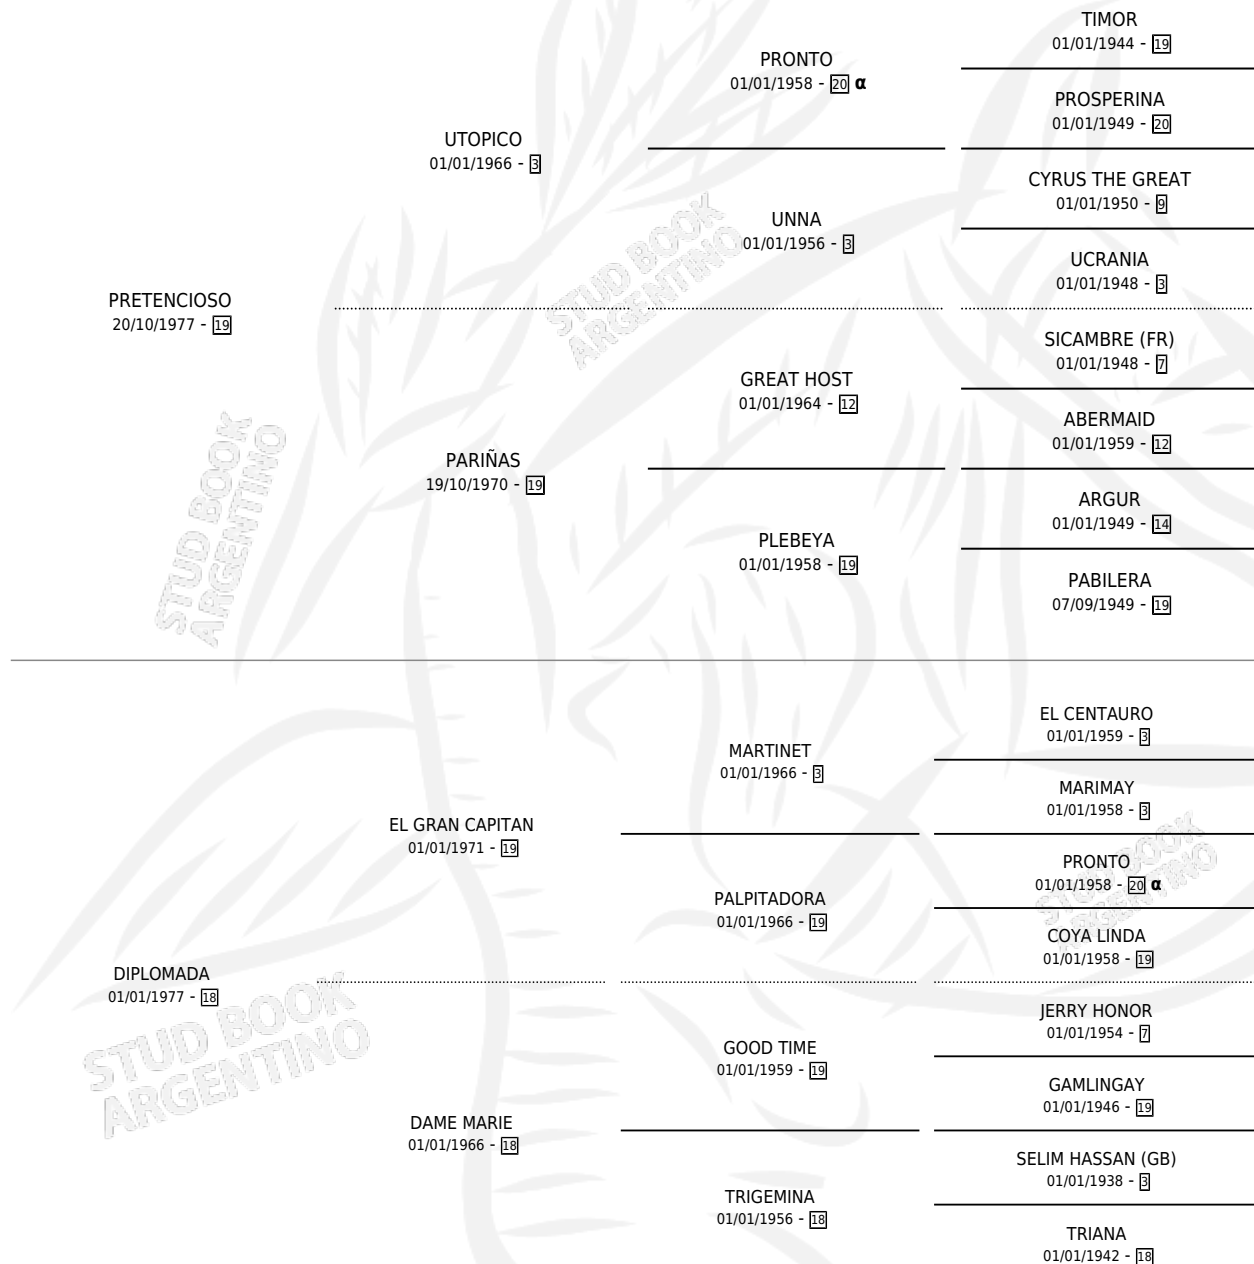 TIMOR
01/01/1944 - 19
PRONTO
01/01/1958 - 20 α
PROSPERINA
01/01/1949 - 20
UTOPICO
01/01/1966 - 3
CYRUS THE GREAT
01/01/1950 - 9
UNNA
01/01/1956 - 3
UCRANIA
01/01/1948 - 3
PRETENCIOSO
20/10/1977 - 19
SICAMBRE (FR)
01/01/1948 - 7
GREAT HOST
01/01/1964 - 12
ABERMAID
01/01/1959 - 12
PARIÑAS
19/10/1970 - 19
ARGUR
01/01/1949 - 14
PLEBEYA
01/01/1958 - 19
PABILERA
07/09/1949 - 19
STUD BOOK
ARGENTINO
STUD BOOK
ARGENTINO
EL CENTAURO
01/01/1959 - 3
MARTINET
01/01/1966 - 3
MARIMAY
01/01/1958 - 3
EL GRAN CAPITAN
01/01/1971 - 19
PRONTO
01/01/1958 - 20 α
PALPITADORA
01/01/1966 - 19
COYA LINDA
01/01/1958 - 19
DIPLOMADA
01/01/1977 - 18
JERRY HONOR
01/01/1954 - 7
GOOD TIME
01/01/1959 - 19
GAMLINGAY
01/01/1946 - 19
DAME MARIE
01/01/1966 - 18
SELIM HASSAN (GB)
01/01/1938 - 3
TRIGEMINA
01/01/1956 - 18
TRIANA
01/01/1942 - 18
STUD BOOK
ARGENTINO
STUD BOOK
ARGENTINO